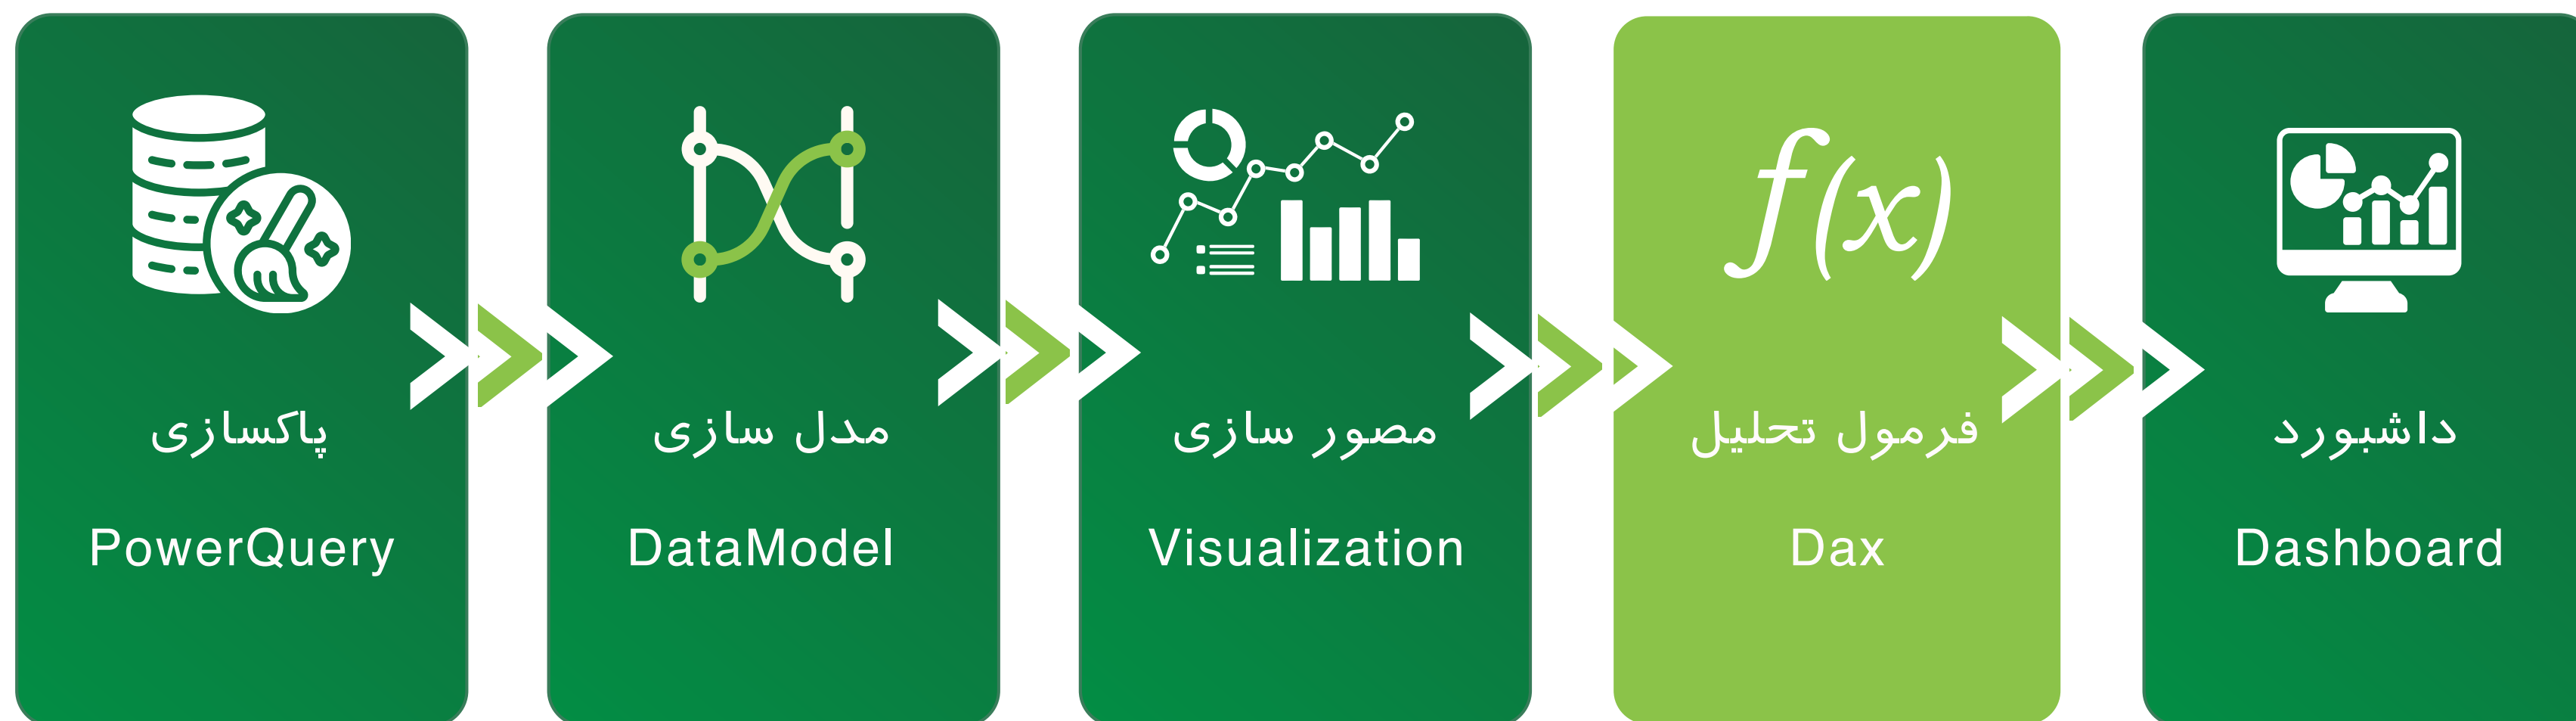 پاکسازی
PowerQuery
مدل سازی
DataModel
مصور سازی
Visualization
f(x)
فرمول تحلیل
Dax
داشبورد
Dashboard